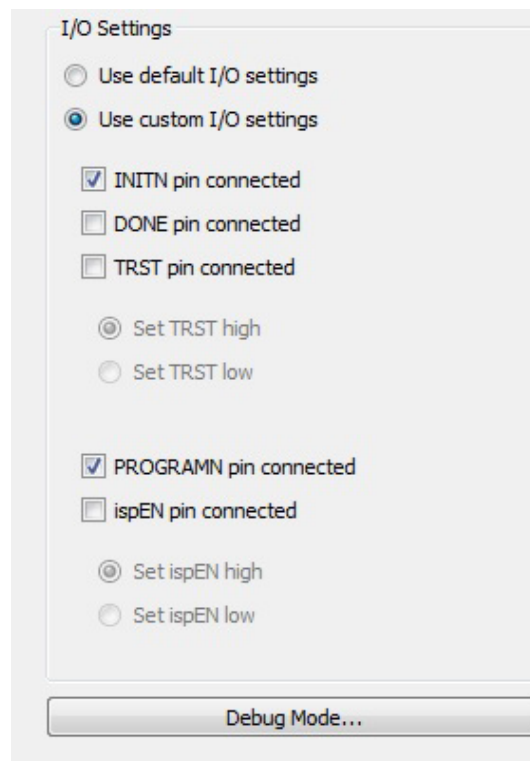 I/O Settings
Use default I/O settings
Use custom I/O settings
INITN pin connected
DONE pin connected
TRST pin connected
Set TRST high
Set TRST low
PROGRAMN pin connected
ispEN pin connected
Set ispEN high
Set ispEN low
Debug Mode...